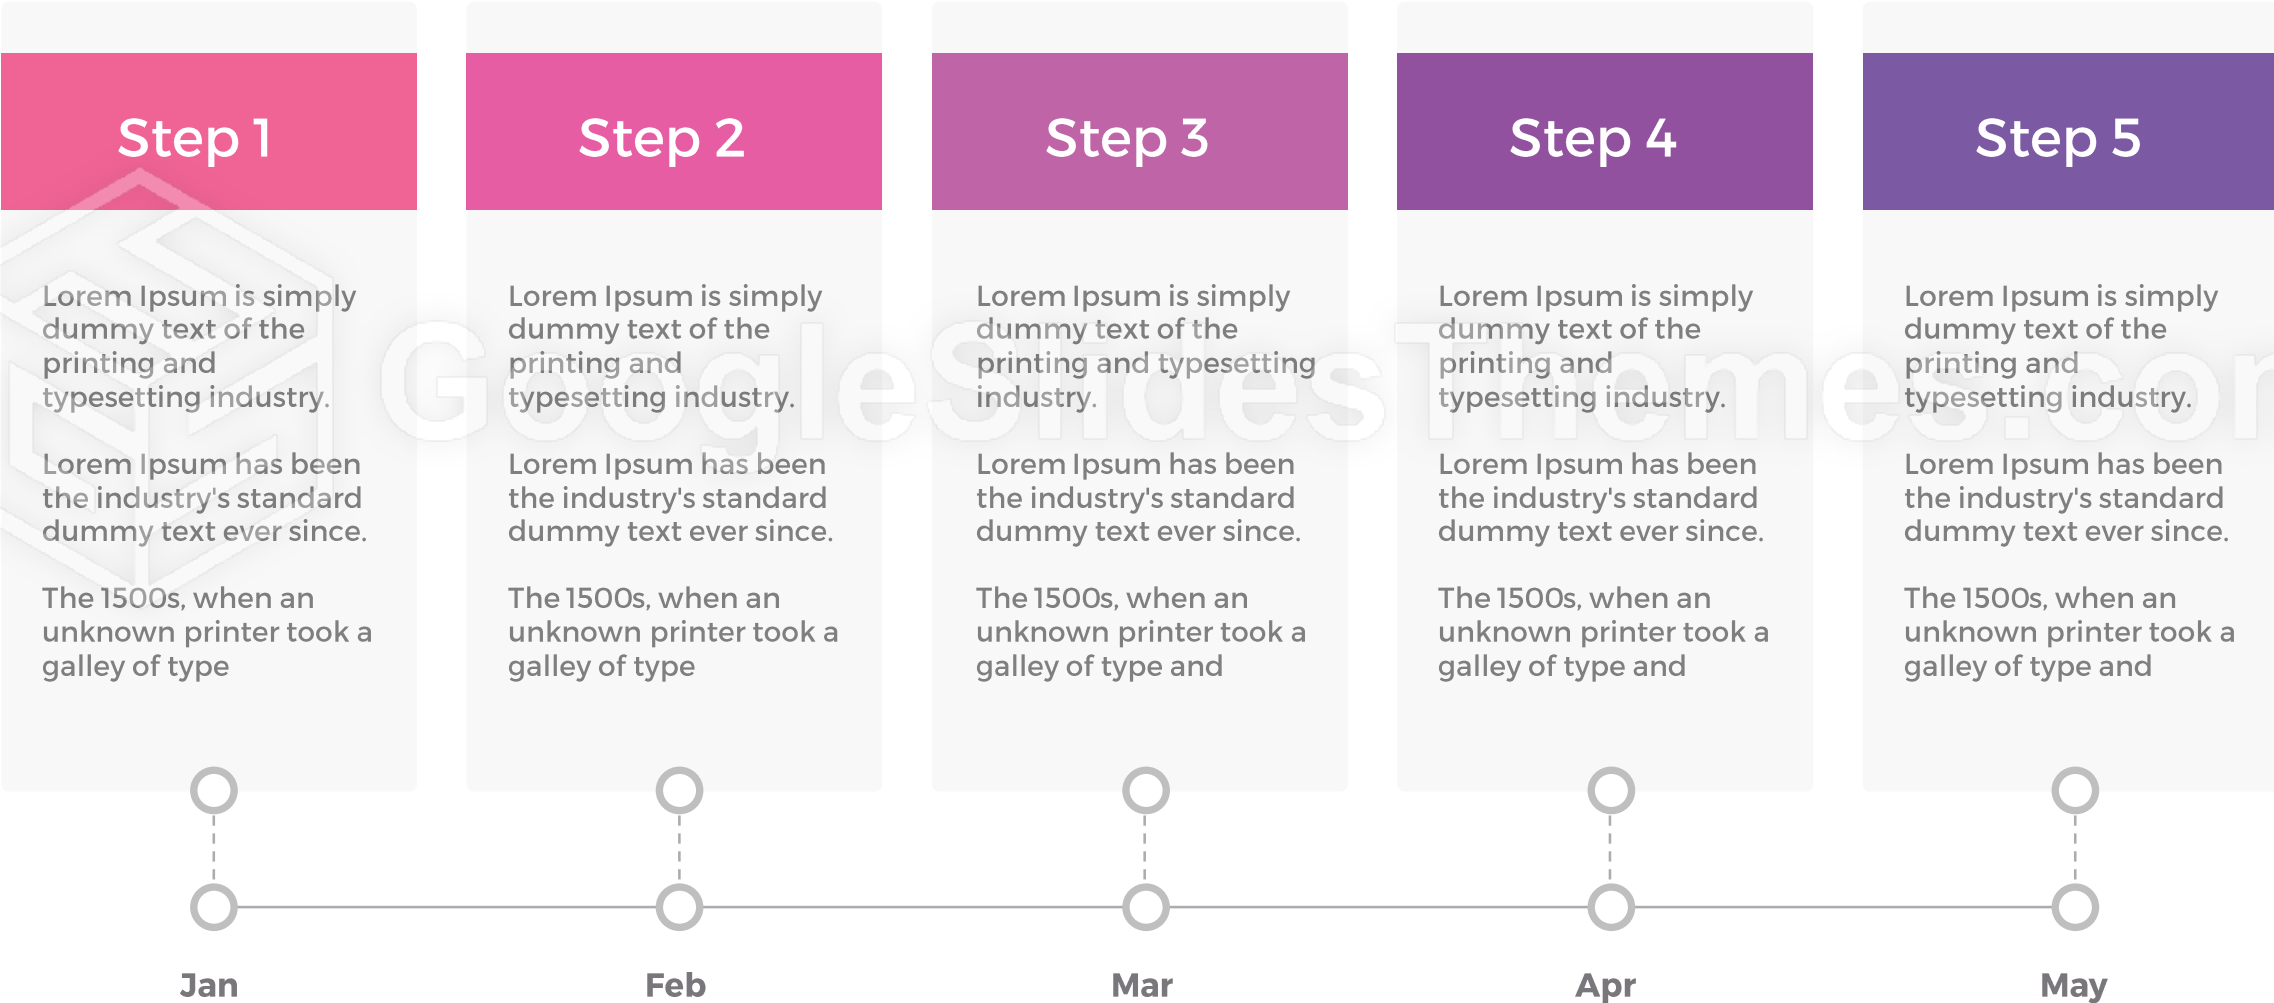 Step 1
Lorem Ipsum is simply
dummy text of the
printing and
typesetting industry.
Lorem Ipsum has been
the industry's standard
dummy text ever since.
The 1500s, when an
unknown printer took a
galley of type
Jan
Step 2
Lorem Ipsum is simply
dummy text of the
printing and
typesetting industry.
Lorem Ipsum has been
the industry's standard
dummy text ever since.
The 1500s, when an
unknown printer took a
galley of type
Feb
Step 3
Lorem Ipsum is simply
dummy text of the
printing and typesetting
industry.
Lorem Ipsum has been
the industry's standard
dummy text ever since.
The 1500s, when an
unknown printer took a
galley of type and
Mar
Step 4
Lorem Ipsum is simply
dummy text of the
printing and
typesetting industry.
Lorem Ipsum has been
the industry's standard
dummy text ever since.
The 1500s, when an
unknown printer took a
galley of type and
Apr
Step 5
Lorem Ipsum is simply
dummy text of the
printing and
typesetting industry.
Lorem Ipsum has been
the industry's standard
dummy text ever since.
The 1500s, when an
unknown printer took a
galley of type and
May
GoogleSlidesThemes.com